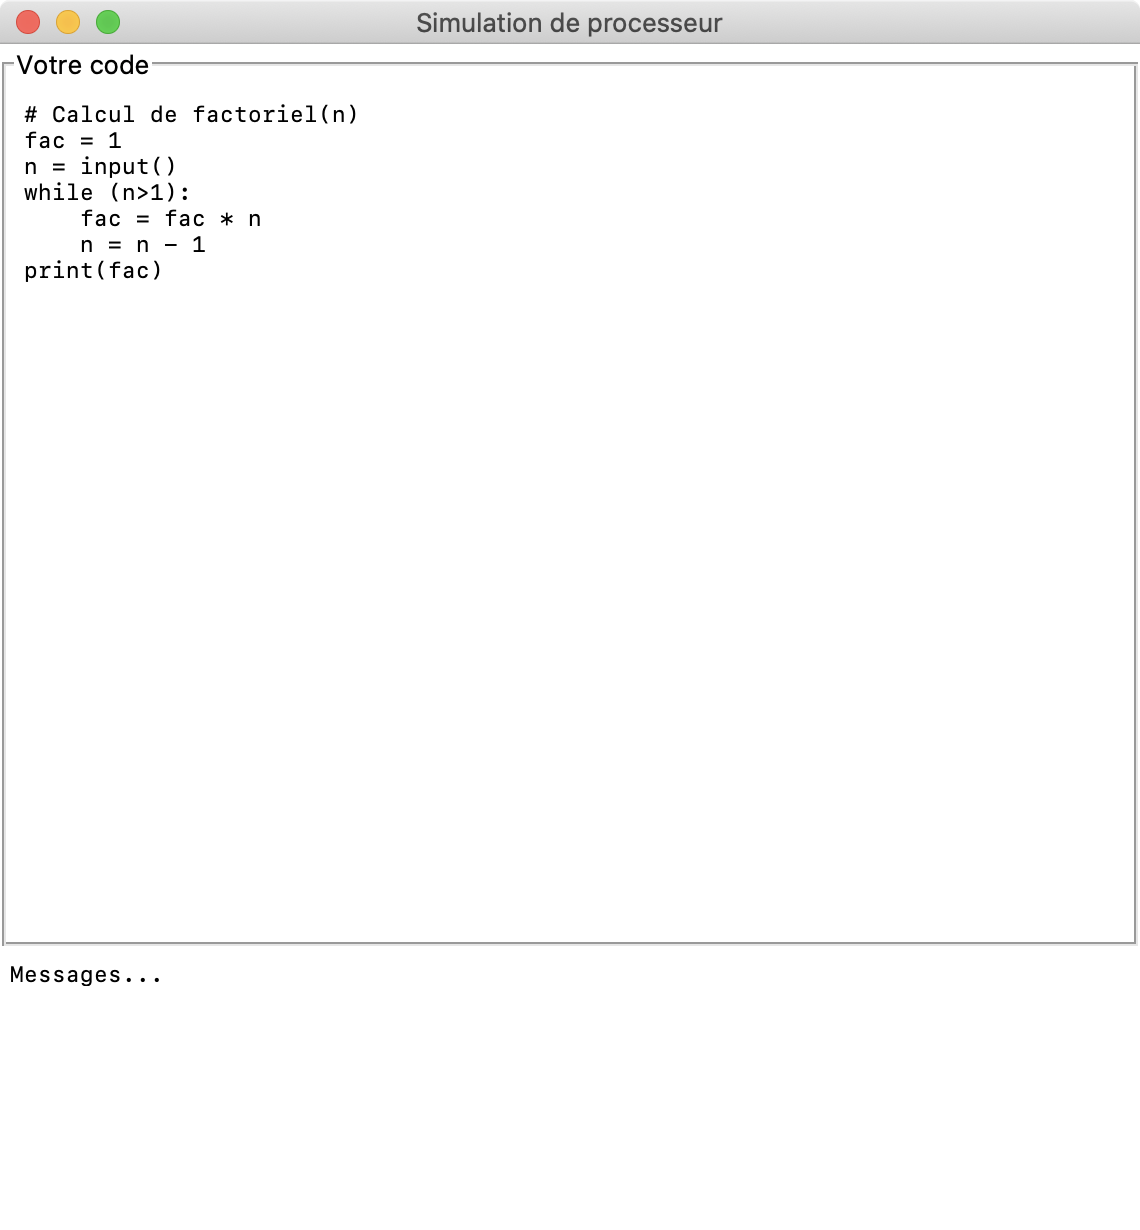 Simulation de processeur
Votre code
# Calcul de factoriel(n)
fac = 1
n = input()
while (n>1):
    fac = fac * n
    n = n - 1
print(fac)
Messages...